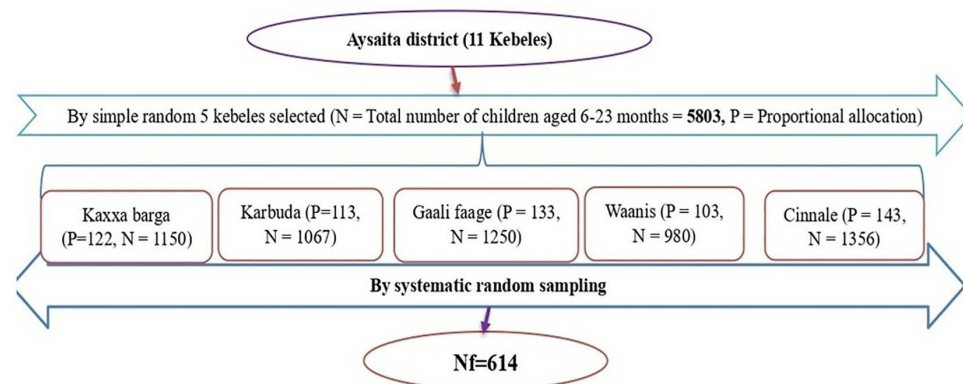 Aysaita district (11 Kebeles)
By simple random 5 kebeles selected (N = Total number of children aged 6-23 months = 5803, P = Proportional allocation)
Kaxxa barga
(P=122, N = 1150)
Karbuda (P=113,
N = 1067)
Gaali faage (P = 133,
N = 1250)
Waanis (P = 103,
N = 980)
Cinnale (P = 143,
N = 1356)
By systematic random sampling
Nf=614